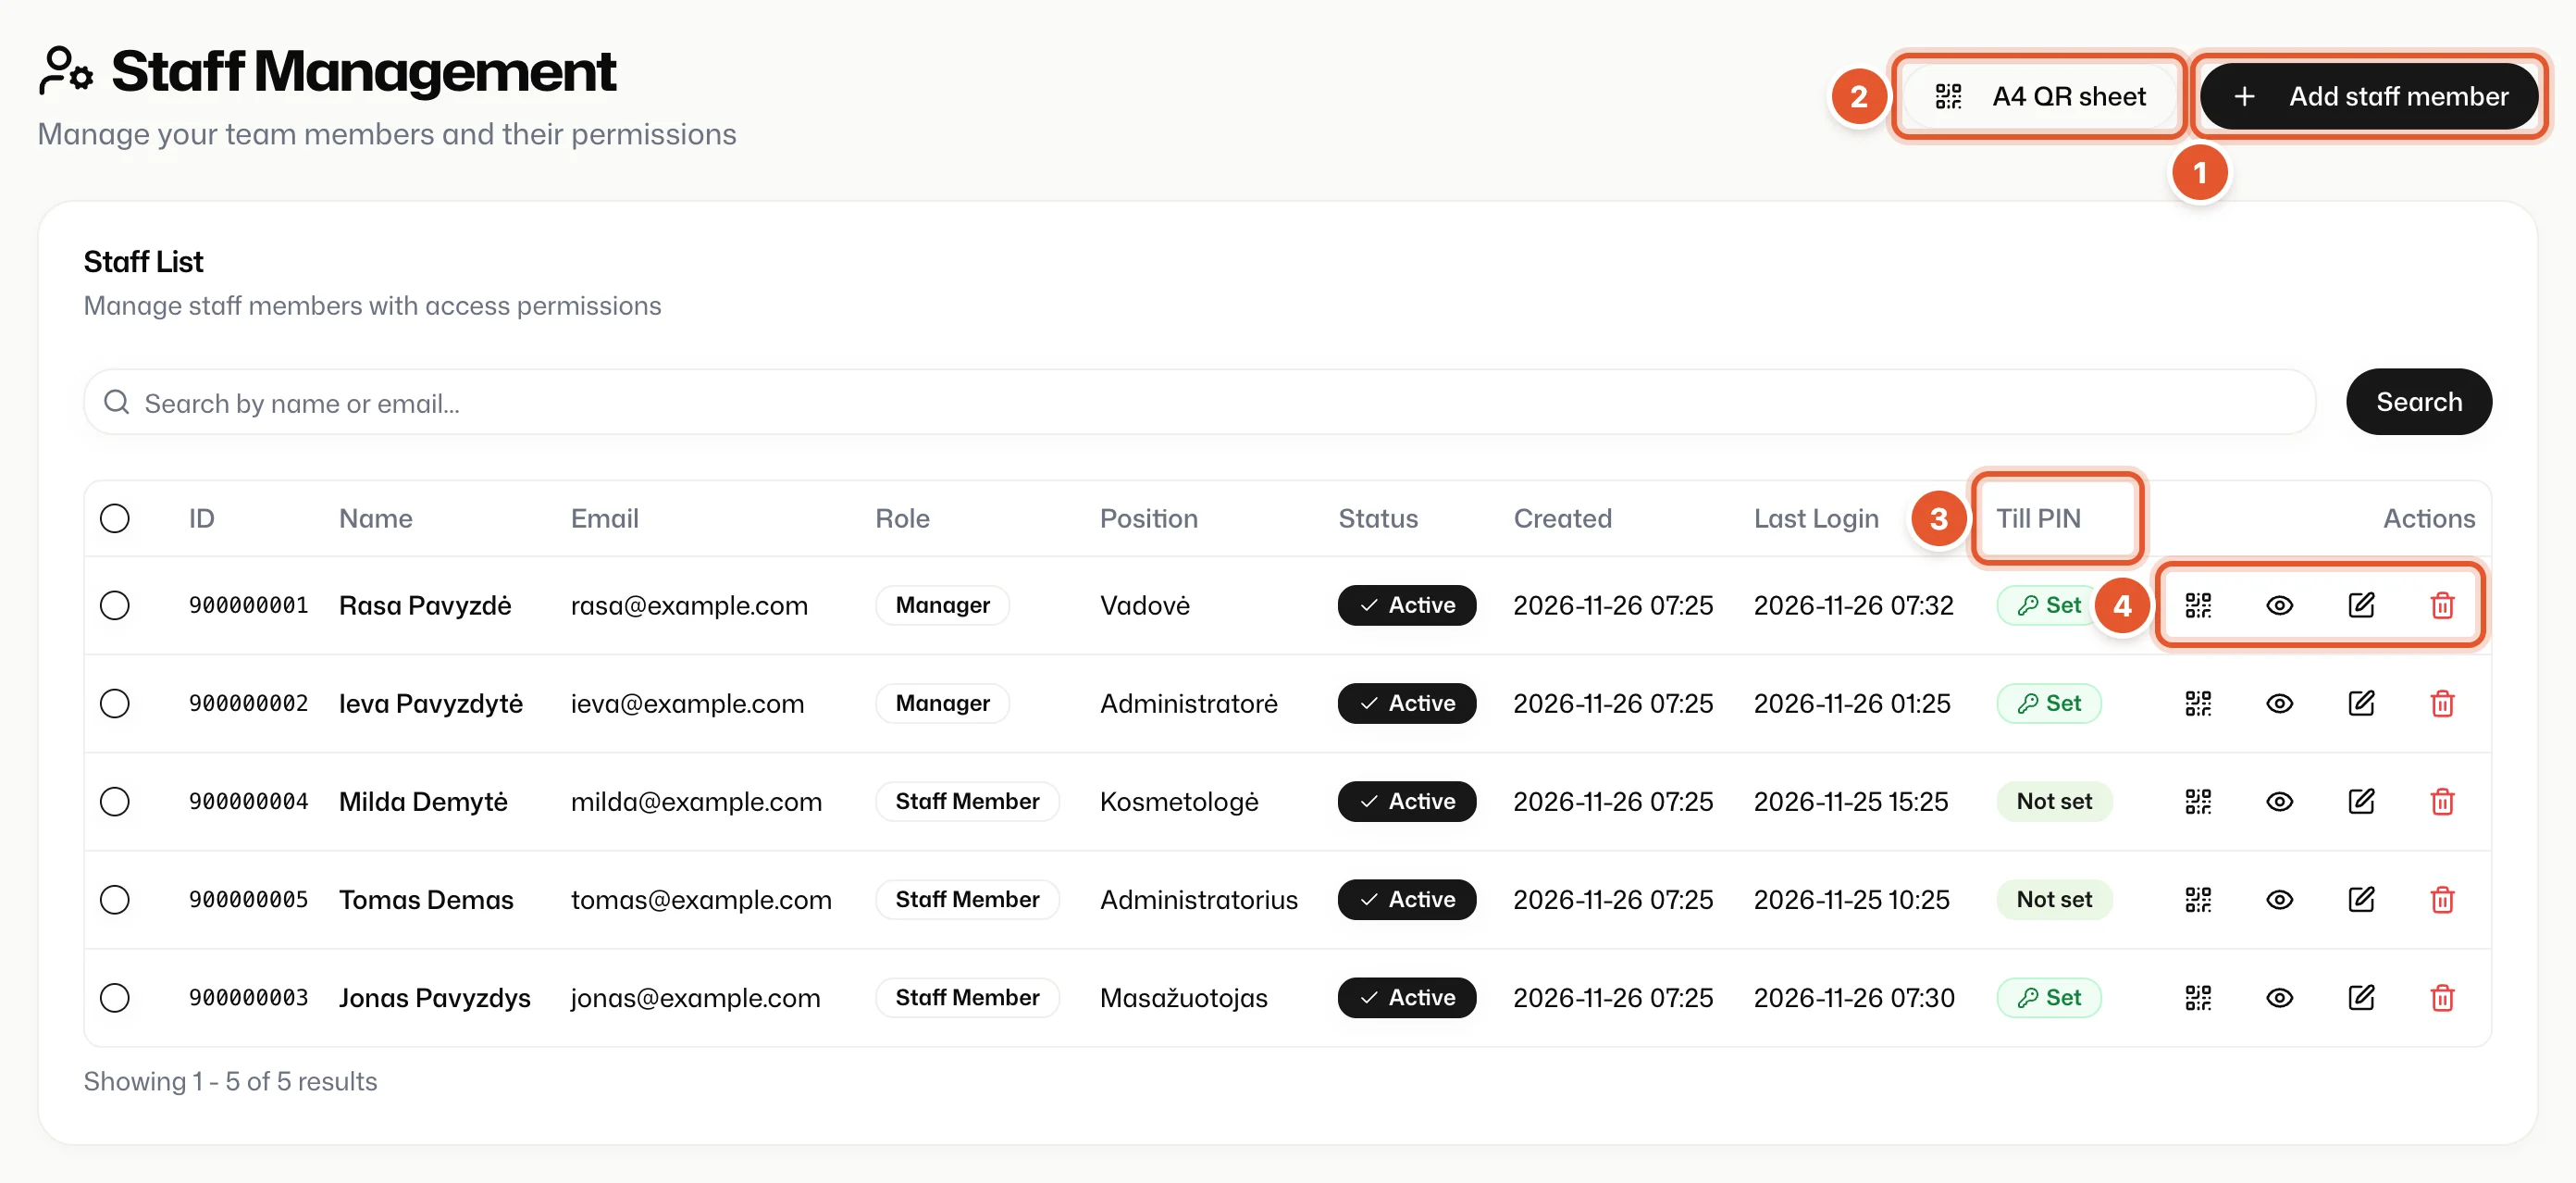 Staff Management
Manage your team members and their permissions
2
A4 QR sheet
+ Add staff member
1
Staff List
Manage staff members with access permissions
Search by name or email...
Search
ID Name Email Role Position Status Created Last Login 3 Till PIN Actions
900000001 Rasa Pavyzdė rasa@example.com Manager Vadovė Active 2026-11-26 07:25 2026-11-26 07:32 Set 4
900000002 Ieva Pavyzdytė ieva@example.com Manager Administratorė Active 2026-11-26 07:25 2026-11-26 01:25 Set
900000004 Milda Demytė milda@example.com Staff Member Kosmetologė Active 2026-11-26 07:25 2026-11-25 15:25 Not set
900000005 Tomas Demas tomas@example.com Staff Member Administratorius Active 2026-11-26 07:25 2026-11-25 10:25 Not set
900000003 Jonas Pavyzdys jonas@example.com Staff Member Masažuotojas Active 2026-11-26 07:25 2026-11-26 07:30 Set
Showing 1 - 5 of 5 results